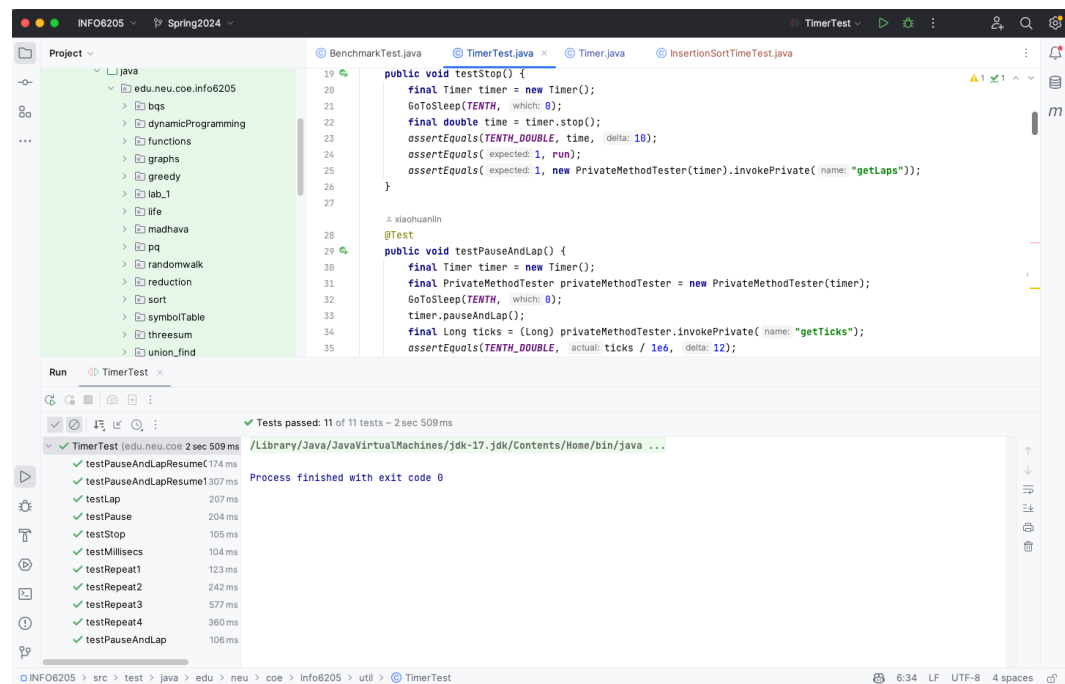 INFO6205 Spring2024 TimerTest
Project
BenchmarkTest.java TimerTest.java × Timer.java InsertionSortTimeTest.java
java
edu.neu.coe.info6205
bqs
dynamicProgramming
functions
graphs
greedy
lab_1
life
madhava
pq
randomwalk
reduction
sort
symbolTable
threesum
union_find
1 1
19 public void testStop() {
20 final Timer timer = new Timer();
21 GoToSleep(TENTH, which: 0);
22 final double time = timer.stop();
23 assertEquals(TENTH_DOUBLE, time, delta: 10);
24 assertEquals( expected: 1, run);
25 assertEquals( expected: 1, new PrivateMethodTester(timer).invokePrivate( name: "getLaps"));
26 }
27
xiaohuanlin
28 @Test
29 public void testPauseAndLap() {
30 final Timer timer = new Timer();
31 final PrivateMethodTester privateMethodTester = new PrivateMethodTester(timer);
32 GoToSleep(TENTH, which: 0);
33 timer.pauseAndLap();
34 final Long ticks = (Long) privateMethodTester.invokePrivate( name: "getTicks");
35 assertEquals(TENTH_DOUBLE, actual: ticks / 1e6, delta: 12);
Run TimerTest ×
Tests passed: 11 of 11 tests – 2 sec 509 ms
TimerTest (edu.neu.coe 2 sec 509 ms
testPauseAndLapResume( 174 ms
testPauseAndLapResume1 307 ms
testLap 207 ms
testPause 204 ms
testStop 105 ms
testMillisecs 104 ms
testRepeat1 123 ms
testRepeat2 242 ms
testRepeat3 577 ms
testRepeat4 360 ms
testPauseAndLap 106 ms
/Library/Java/JavaVirtualMachines/jdk-17.jdk/Contents/Home/bin/java ...
Process finished with exit code 0
INFO6205 > src > test > java > edu > neu > coe > info6205 > util > TimerTest 6:34 LF UTF-8 4 spaces